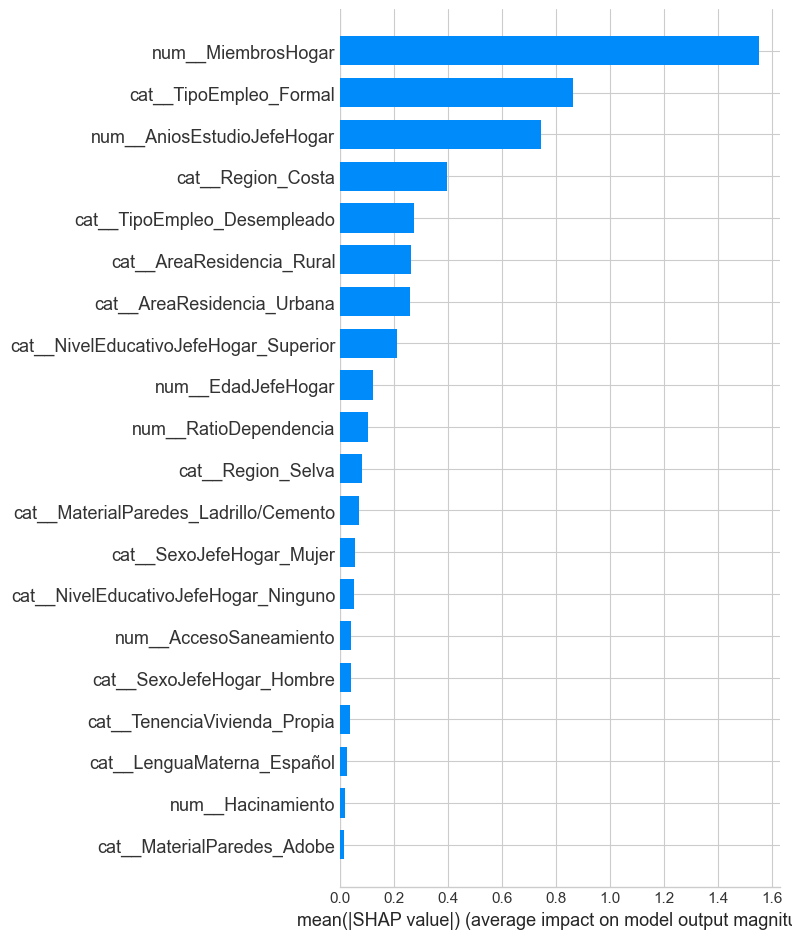 num__MiembrosHogar
cat__TipoEmpleo_Formal
num__AniosEstudioJefeHogar
cat__Region_Costa
cat__TipoEmpleo_Desempleado
cat__AreaResidencia_Rural
cat__AreaResidencia_Urbana
cat__NivelEducativoJefeHogar_Superior
num__EdadJefeHogar
num__RatioDependencia
cat__Region_Selva
cat__MaterialParedes_Ladrillo/Cemento
cat__SexoJefeHogar_Mujer
cat__NivelEducativoJefeHogar_Ninguno
num__AccesoSaneamiento
cat__SexoJefeHogar_Hombre
cat__TenenciaVivienda_Propia
cat__LenguaMaterna_Español
num__Hacinamiento
cat__MaterialParedes_Adobe
0.0 0.2 0.4 0.6 0.8 1.0 1.2 1.4 1.6
mean(|SHAP value|) (average impact on model output magnitu